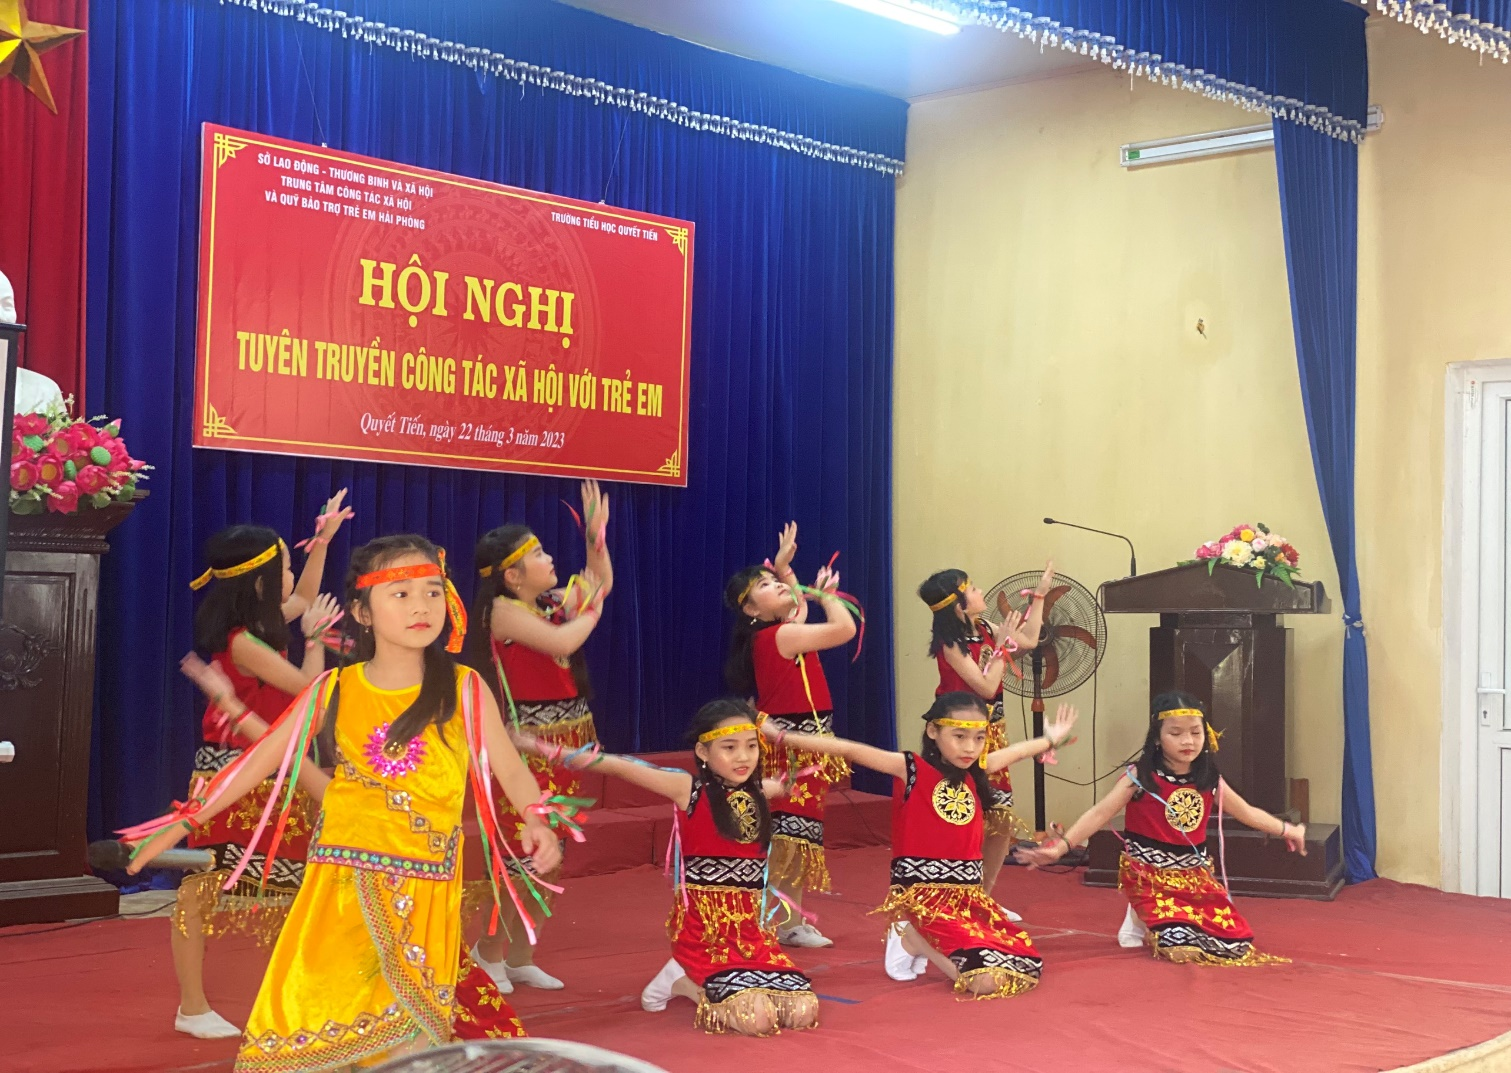 SỞ LAO ĐỘNG - THƯƠNG BINH VÀ XÃ HỘI
TRUNG TÂM CÔNG TÁC XÃ HỘI
VÀ QUỸ BẢO TRỢ TRẺ EM HẢI PHÒNG
TRƯỜNG TIỂU HỌC QUYẾT TIẾN
HỘI NGHỊ
TUYÊN TRUYỀN CÔNG TÁC XÃ HỘI VỚI TRẺ EM
Quyết Tiến, ngày 22 tháng 3 năm 2023